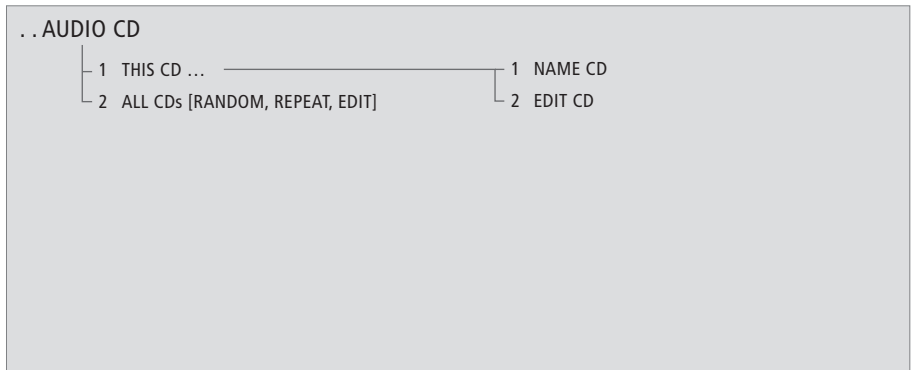 . . AUDIO CD
1 THIS CD ... 1 NAME CD
2 ALL CDs [RANDOM, REPEAT, EDIT] 2 EDIT CD